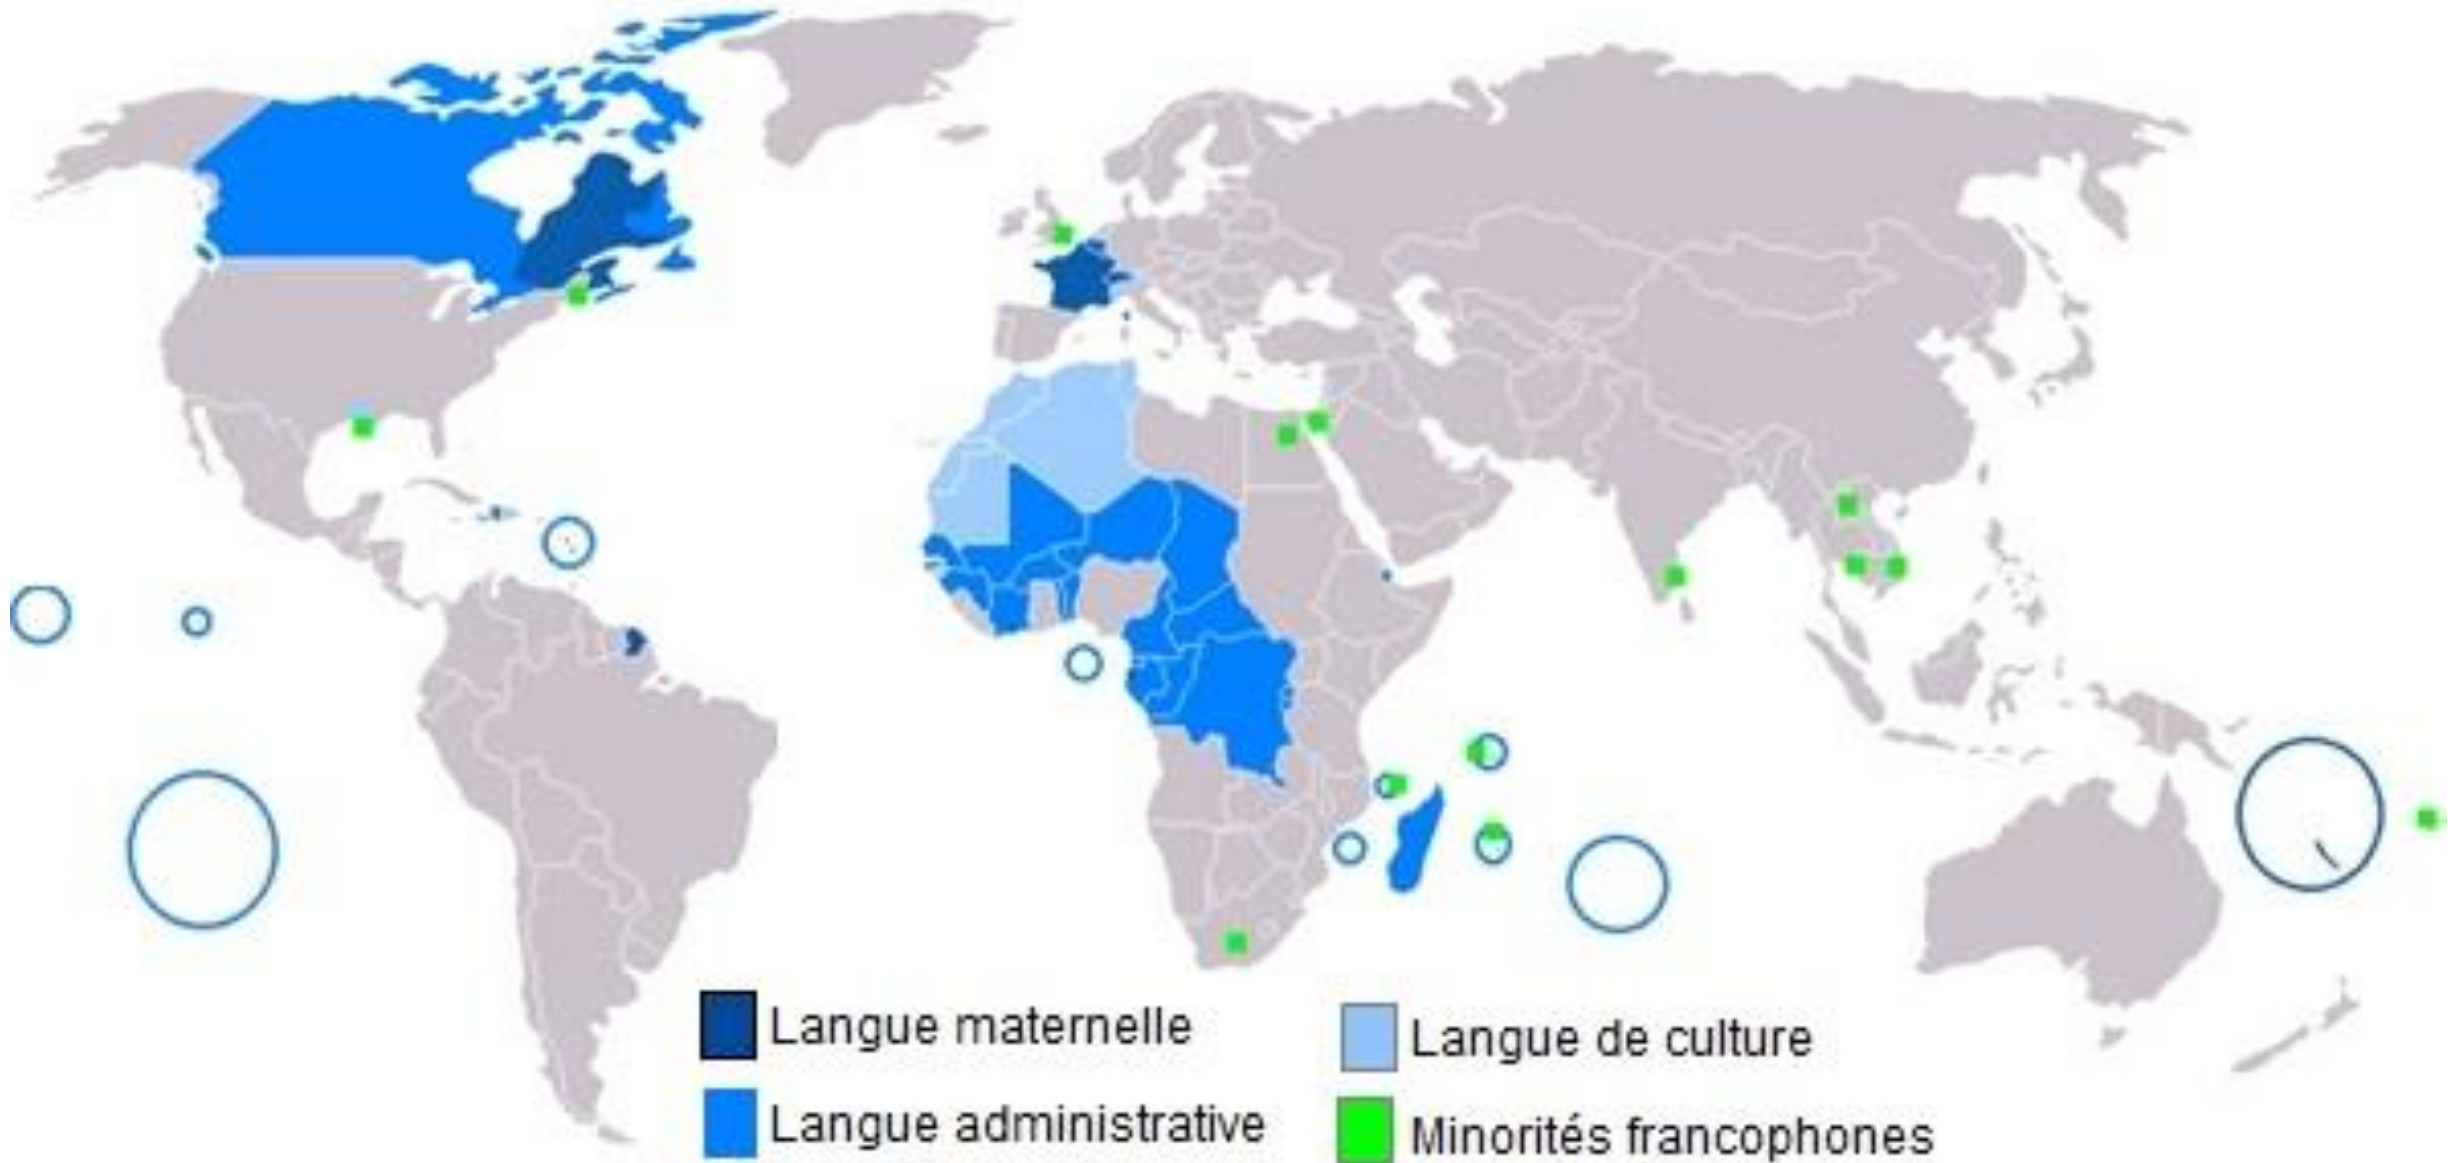 Langue maternelle
Langue administrative
Langue de culture
Minorités francophones